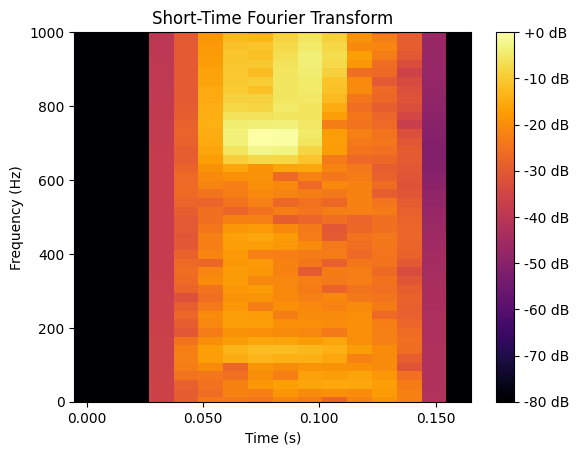 Short-Time Fourier Transform
1000
800
600
400
200
0
Frequency (Hz)
0.000
0.050
0.100
0.150
Time (s)
+0 dB
-10 dB
-20 dB
-30 dB
-40 dB
-50 dB
-60 dB
-70 dB
-80 dB